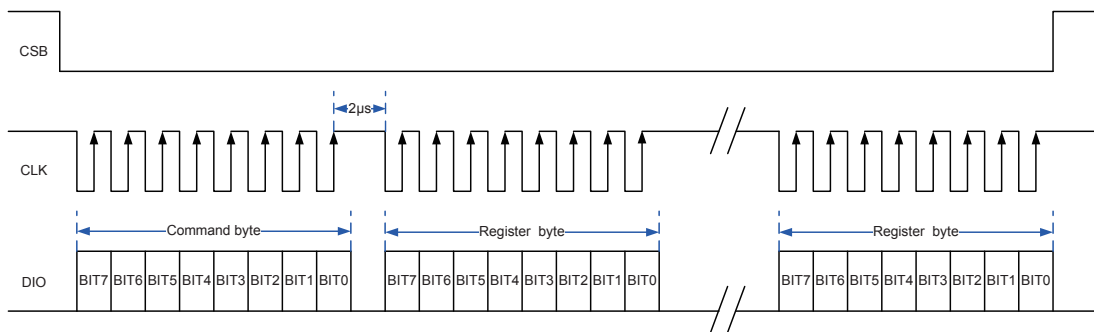 CSB
2μs
CLK
Command byte Register byte Register byte
DIO BIT7 BIT6 BIT5 BIT4 BIT3 BIT2 BIT1 BIT0 BIT7 BIT6 BIT5 BIT4 BIT3 BIT2 BIT1 BIT0 BIT7 BIT6 BIT5 BIT4 BIT3 BIT2 BIT1 BIT0